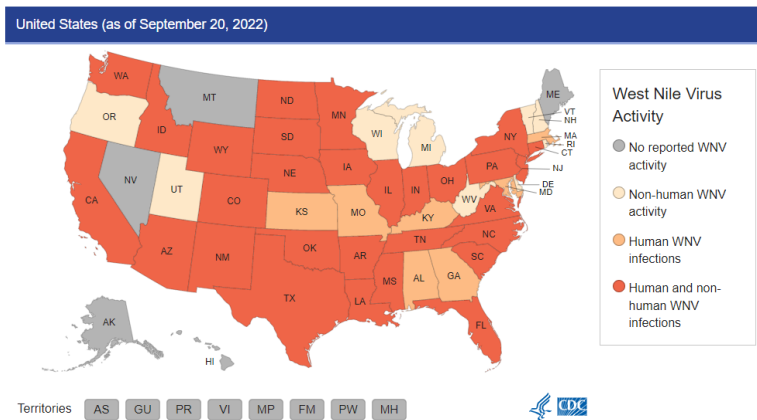 United States (as of September 20, 2022)
WA
MT
ME
ND
MN
VT
OR
NH
ID
WI
SD
MI
NY
MA
RI
WY
CT
IA
PA
NE
NJ
NV
OH
IL
IN
UT
DE
CO
WV
MD
CA
VA
KS
MO
KY
NC
TN
AZ
OK
NM
AR
SC
MS
AL
GA
TX
LA
AK
FL
HI
West Nile Virus
Activity
No reported WNV
activity
Non-human WNV
activity
Human WNV
infections
Human and non-
human WNV
infections
Territories AS GU PR VI MP FM PW MH
CDC